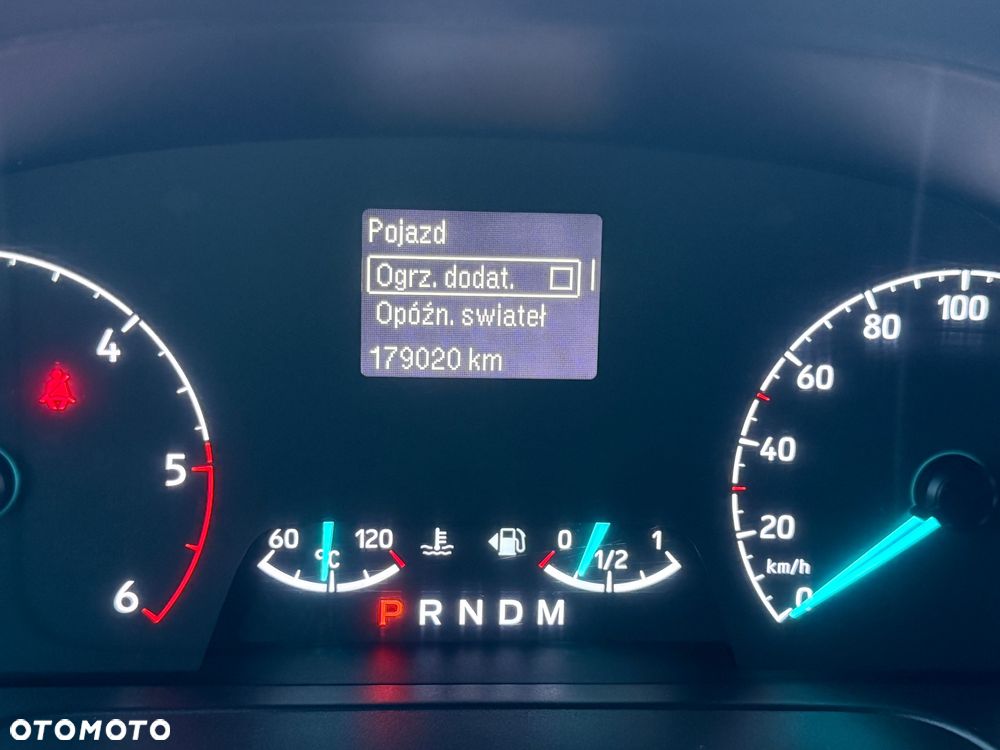 Pojazd
Ogrz. dodat.
Opóźn. swiateł
179020 km
4
5
6
60 °C 120
0 1/2 1
P R N D M
100
80
60
40
20
km/h
0
OTOMOTO